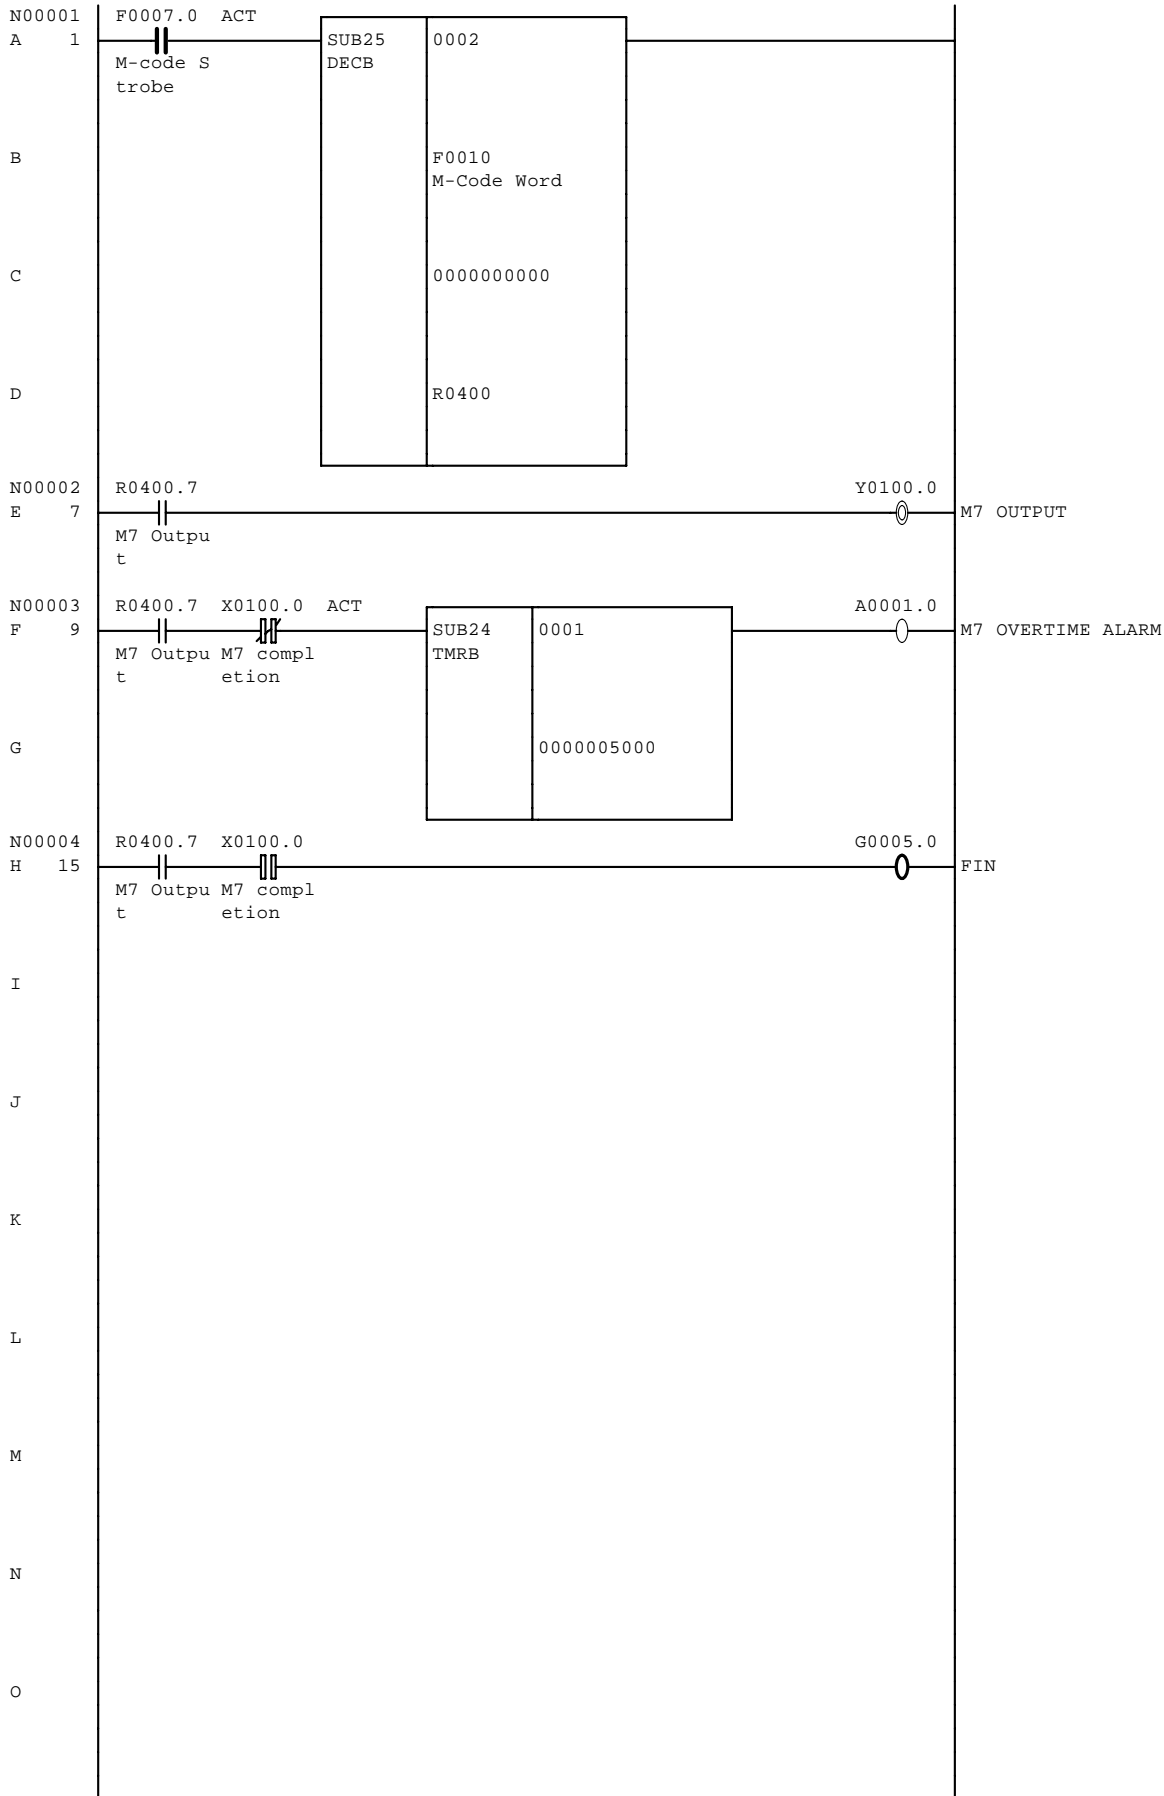 N00001 F0007.0 ACT
A 1 SUB25 0002
M-code S DECB
trobe
B F0010
M-Code Word
C 0000000000
D R0400
N00002 R0400.7 Y0100.0
E 7 M7 OUTPUT
M7 Outpu
t
N00003 R0400.7 X0100.0 ACT A0001.0
F 9 SUB24 0001 M7 OVERTIME ALARM
M7 Outpu M7 compl TMRB
t etion
G 0000005000
N00004 R0400.7 X0100.0 G0005.0
H 15 FIN
M7 Outpu M7 compl
t etion
I
J
K
L
M
N
O